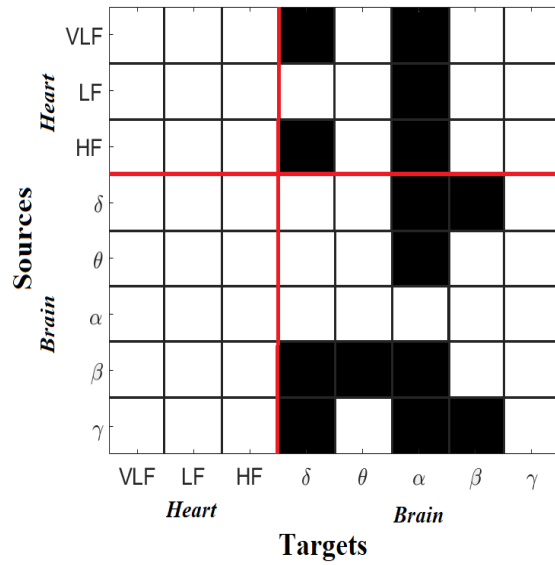 Sources
Heart
Brain
VLF
LF
HF
δ
θ
α
β
γ
VLF LF HF δ θ α β γ
Heart Brain
Targets